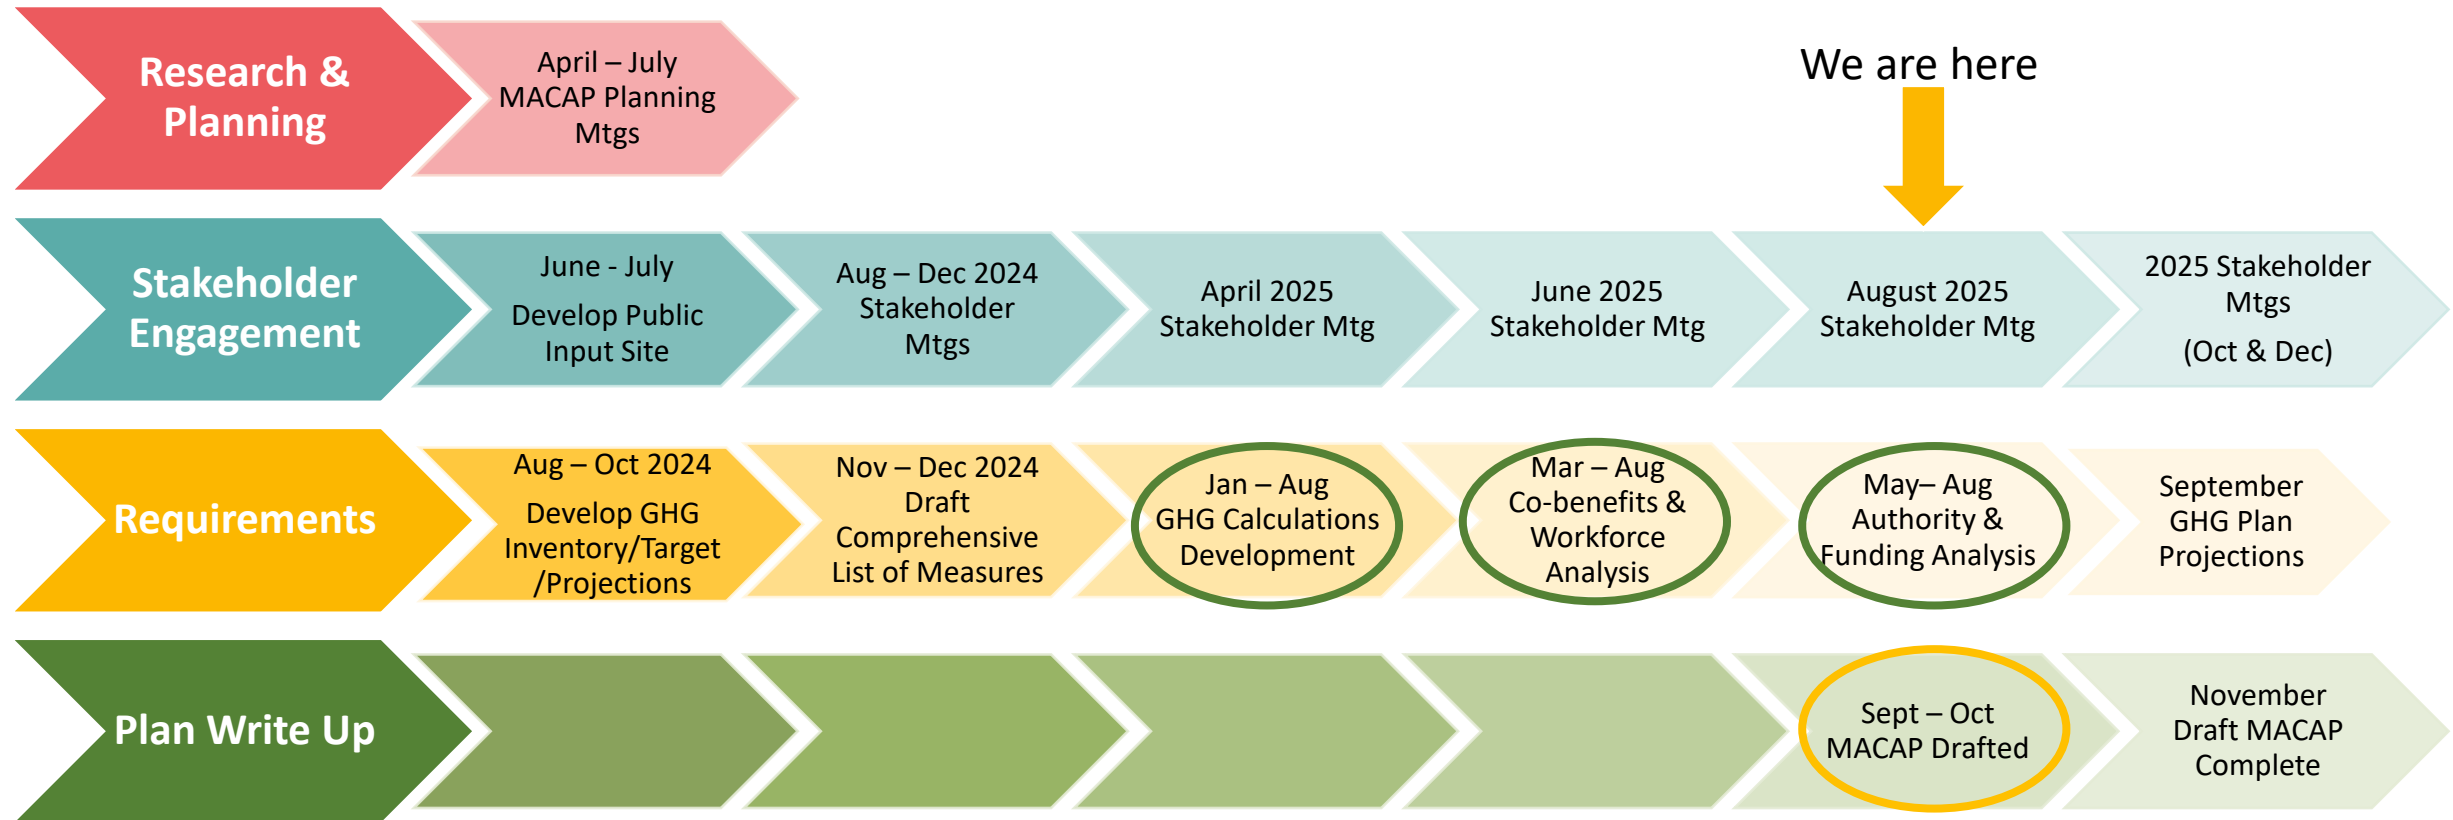 Research &
Planning
April – July
MACAP Planning
Mtgs
We are here
Stakeholder
Engagement
June - July
Develop Public
Input Site
Aug – Dec 2024
Stakeholder
Mtgs
April 2025
Stakeholder Mtg
June 2025
Stakeholder Mtg
August 2025
Stakeholder Mtg
2025 Stakeholder
Mtgs
(Oct & Dec)
Requirements
Aug – Oct 2024
Develop GHG
Inventory/Target
/Projections
Nov – Dec 2024
Draft
Comprehensive
List of Measures
Jan – Aug
GHG Calculations
Development
Mar – Aug
Co-benefits &
Workforce
Analysis
May– Aug
Authority &
Funding Analysis
September
GHG Plan
Projections
Plan Write Up
Sept – Oct
MACAP Drafted
November
Draft MACAP
Complete